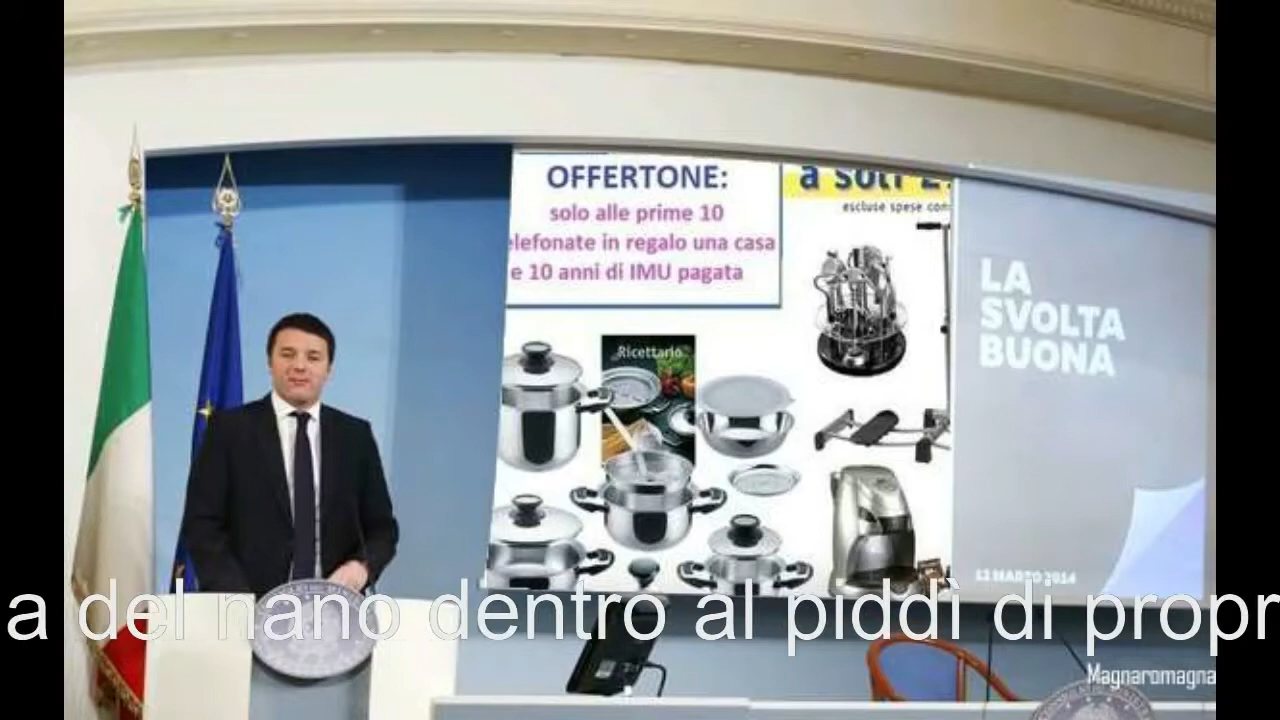 OFFERTONE:
solo alle prime 10
elefonate in regalo una casa
e 10 anni di IMU pagata
a soli
escluse spese con
Ricettario
LA
SVOLTA
BUONA
12 MARZO 2014
a del nano dentro al piddì di propr
Magnaromagna